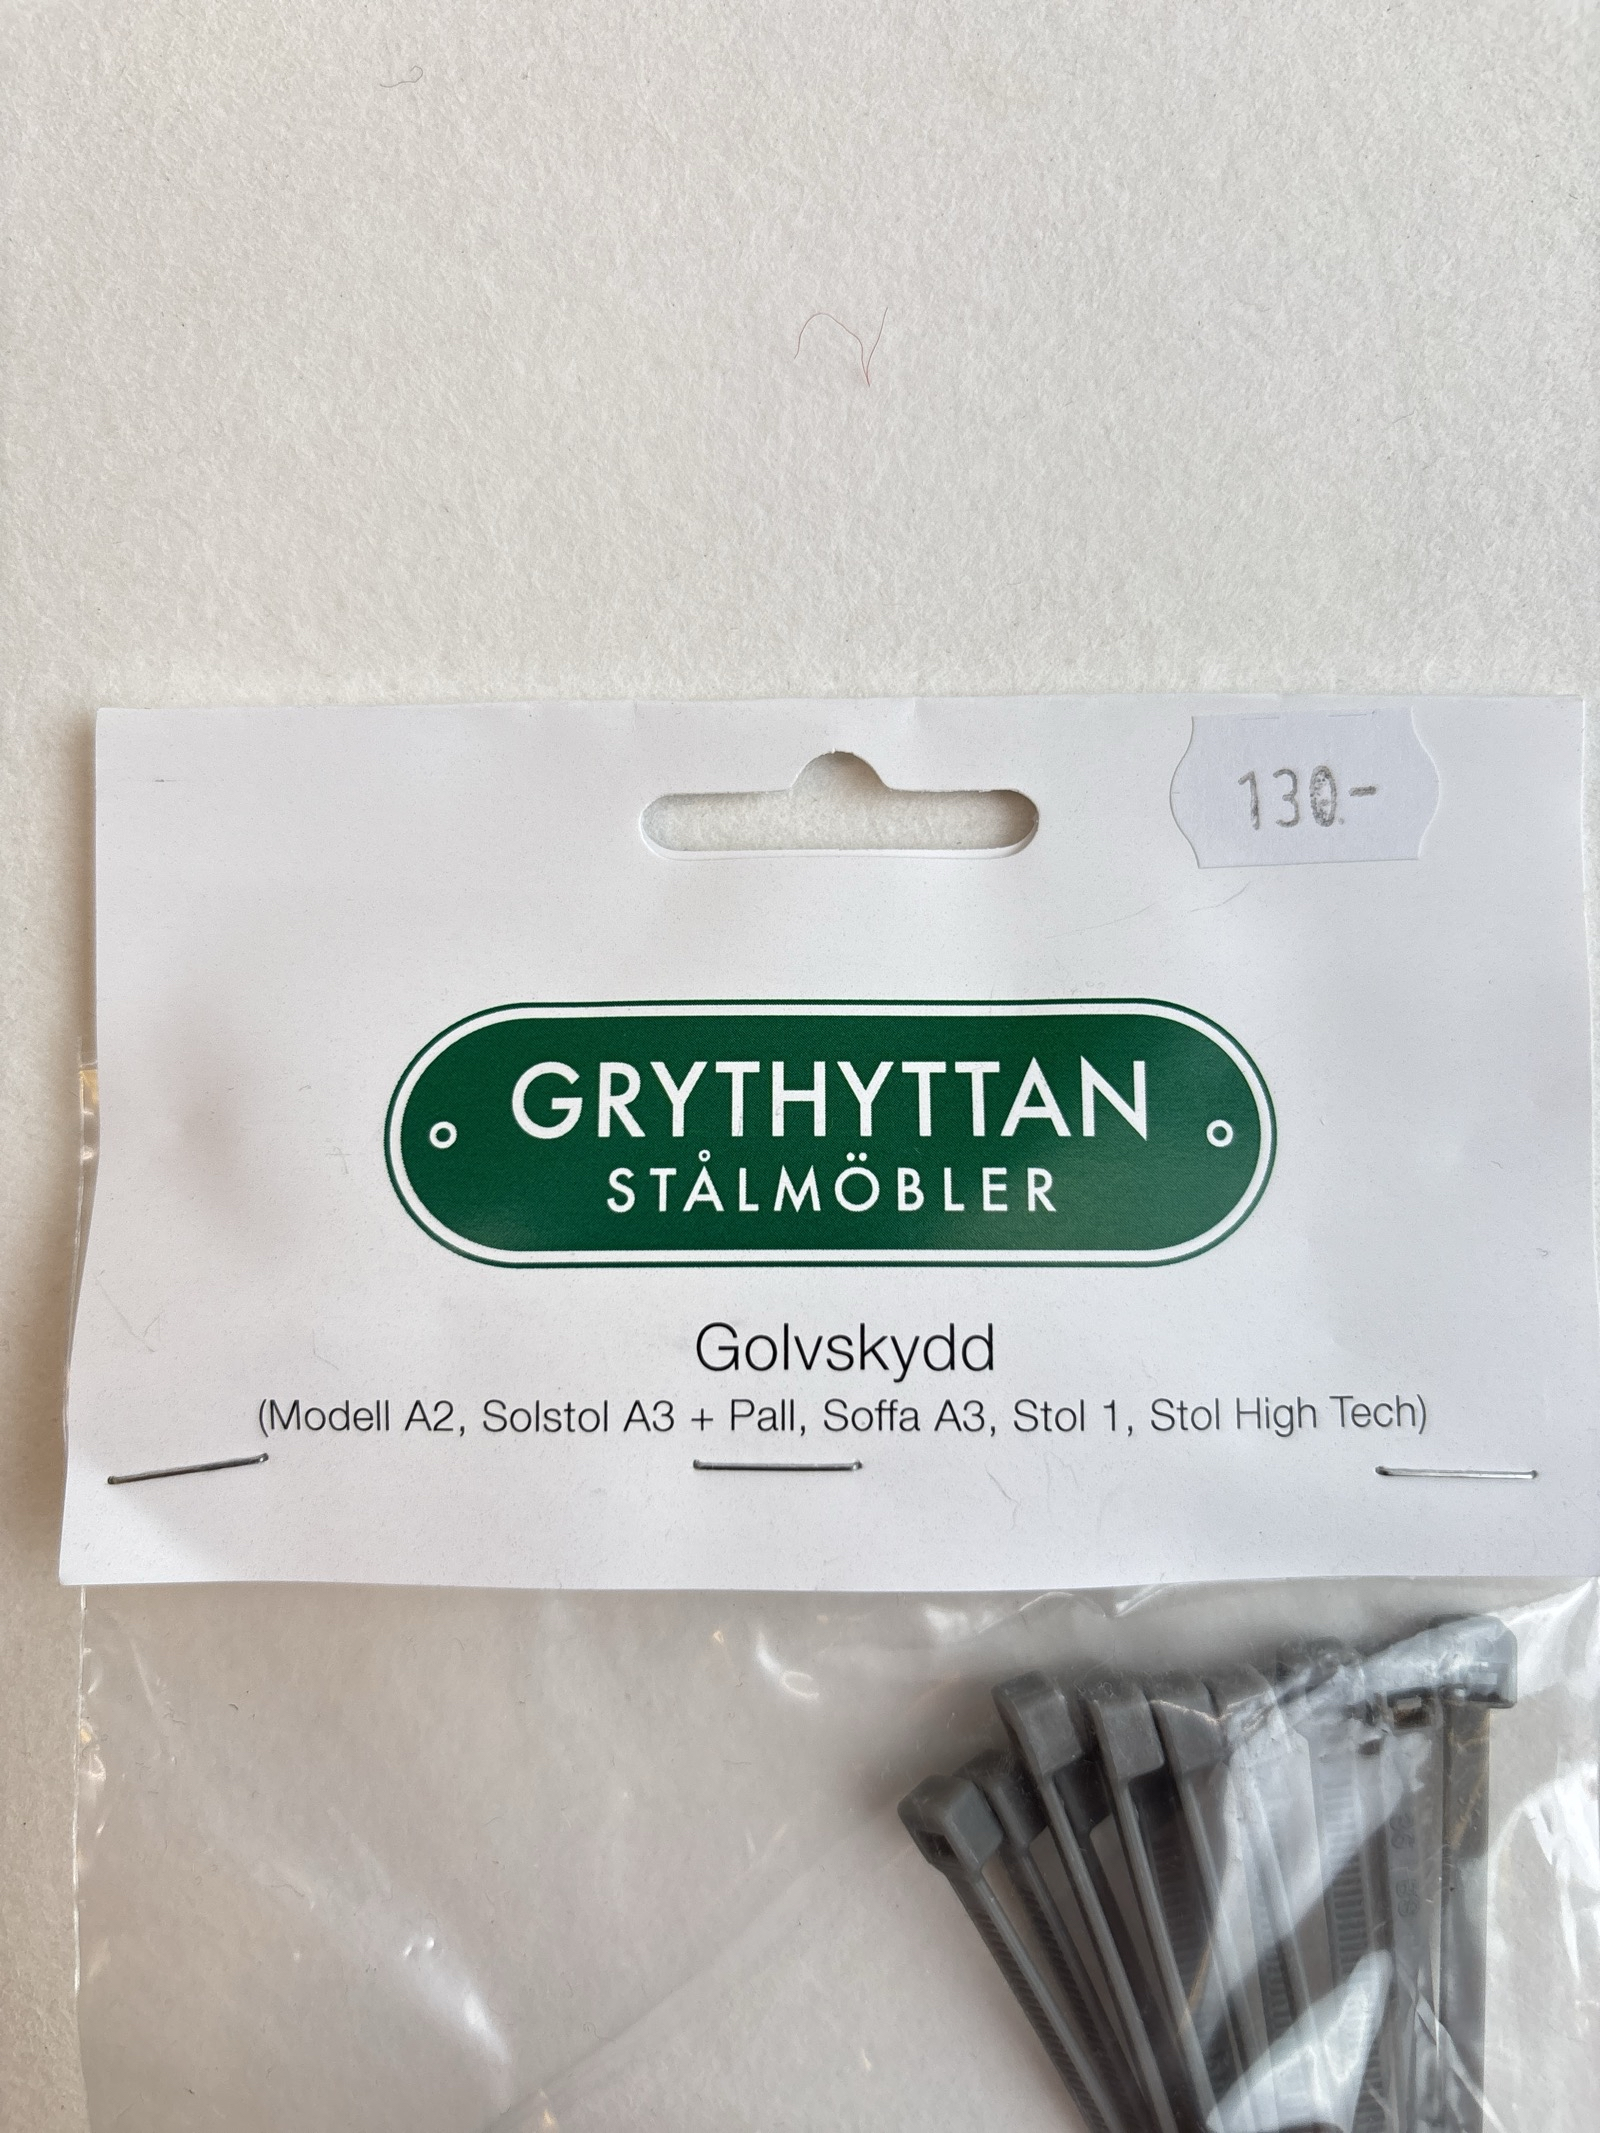 130.-
GRYTHYTTAN
STÅLMÖBLER
Golvskydd
(Modell A2, Solstol A3 + Pall, Soffa A3, Stol 1, Stol High Tech)